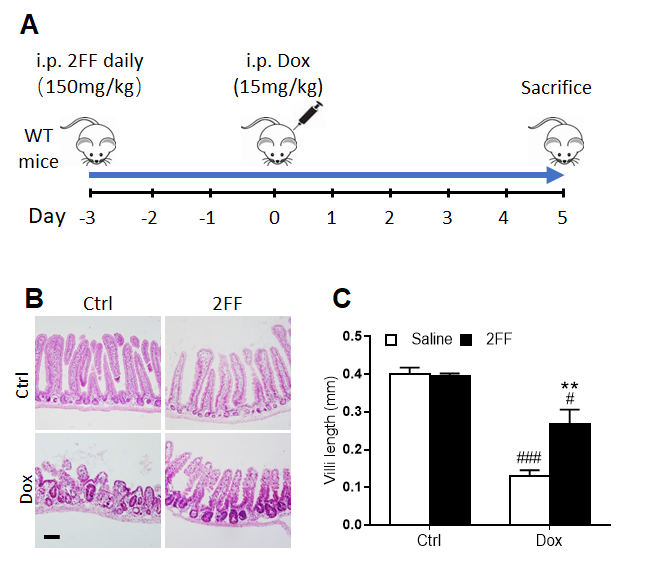 A
i.p. 2FF daily
(150mg/kg)
i.p. Dox
(15mg/kg)
Sacrifice
WT
mice
Day -3 -2 -1 0 1 2 3 4 5
B
Ctrl 2FF
Ctrl
Dox
C
Saline 2FF
Villi length (mm)
0.5
0.4
0.3
0.2
0.1
0.0
**
#
###
Ctrl Dox